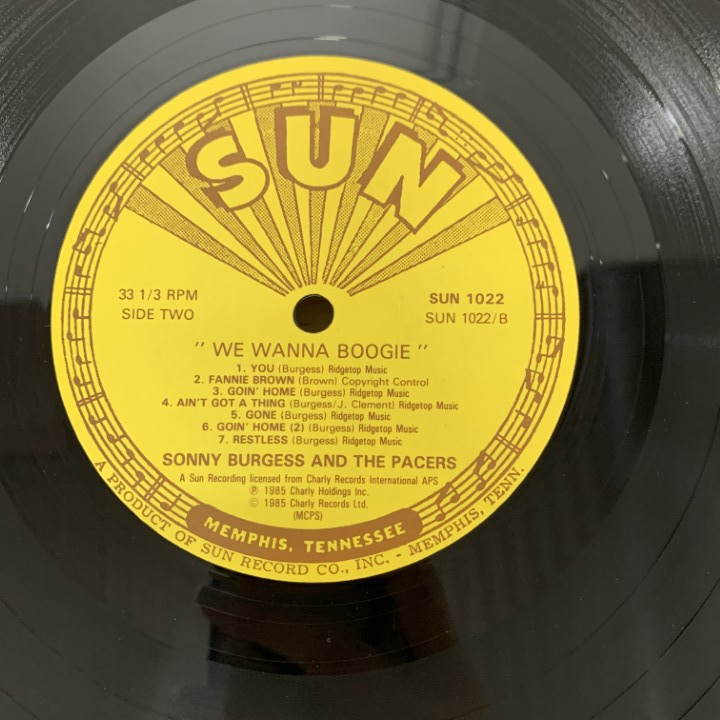 SUN
33 1/3 RPM
SUN 1022
SIDE TWO
SUN 1022/B
" WE WANNA BOOGIE "
1. YOU (Burgess) Ridgetop Music
2. FANNIE BROWN (Brown) Copyright Control
3. GOIN' HOME (Burgess) Ridgetop Music
4. AIN'T GOT A THING (Burgess/J. Clement) Ridgetop Music
5. GONE (Burgess) Ridgetop Music
6. GOIN' HOME (2) (Burgess) Ridgetop Music
7. RESTLESS (Burgess) Ridgetop Music
SONNY BURGESS AND THE PACERS
A Sun Recording licensed from Charly Records International APS
℗ 1985 Charly Holdings Inc.
© 1985 Charly Records Ltd.
(MCPS)
MEMPHIS, TENNESSEE
A PRODUCT OF SUN RECORD CO., INC. - MEMPHIS, TENN.